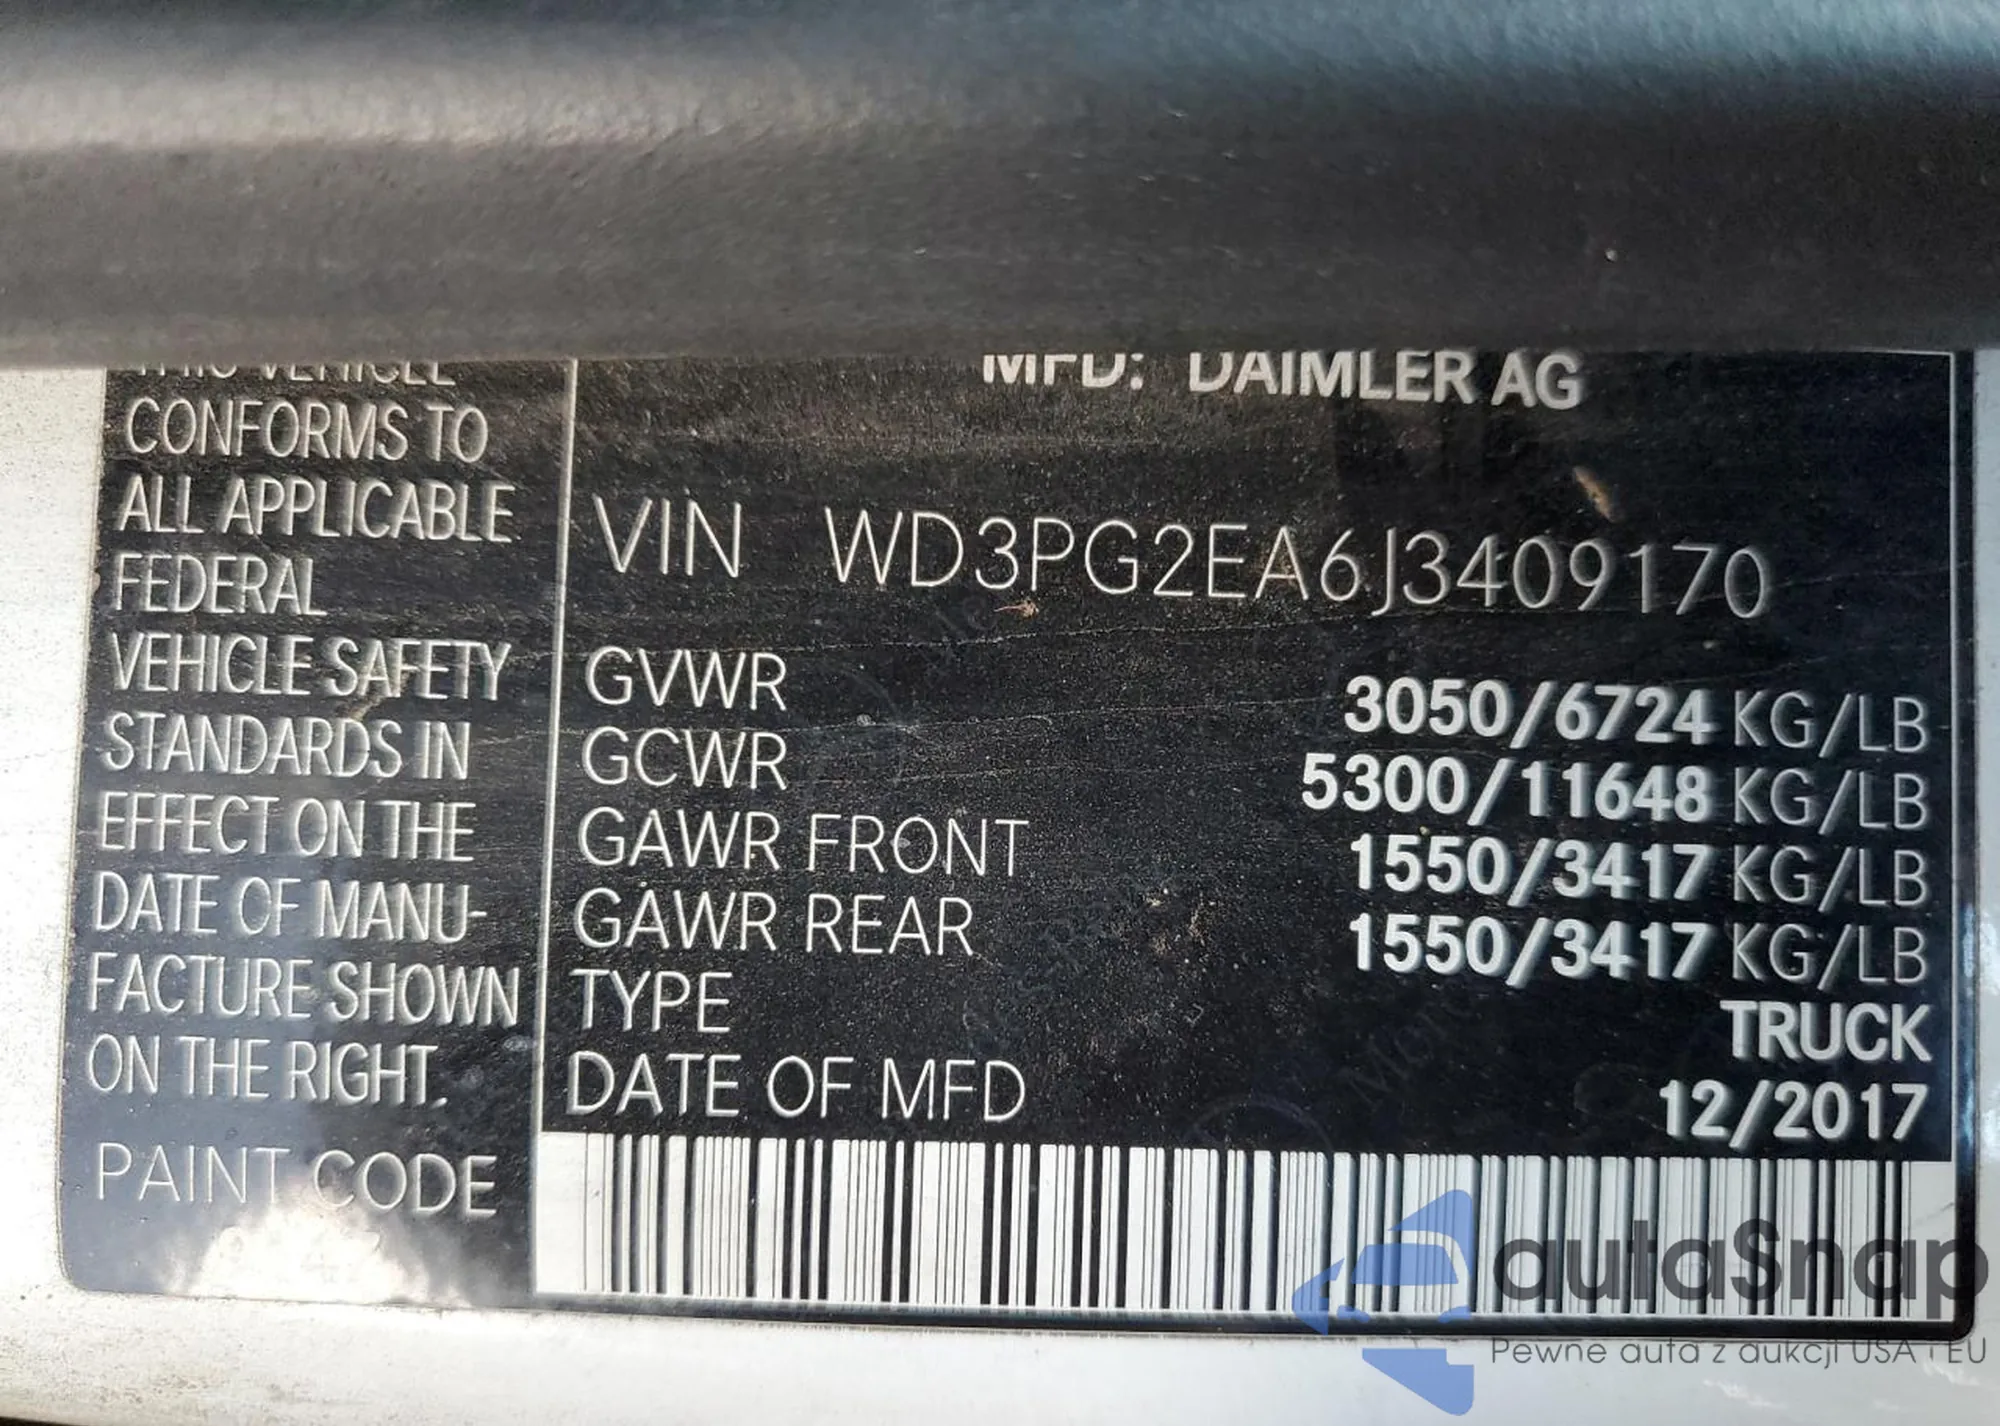 THIS VEHICLE
CONFORMS TO
ALL APPLICABLE
FEDERAL
VEHICLE SAFETY
STANDARDS IN
EFFECT ON THE
DATE OF MANU-
FACTURE SHOWN
ON THE RIGHT.
PAINT CODE
MFD: DAIMLER AG
VIN WD3PG2EA6J3409170
GVWR 3050/6724 KG/LB
GCWR 5300/11648 KG/LB
GAWR FRONT 1550/3417 KG/LB
GAWR REAR 1550/3417 KG/LB
TYPE TRUCK
DATE OF MFD 12/2017
autaSnap
Pewne auta z aukcji USA i EU